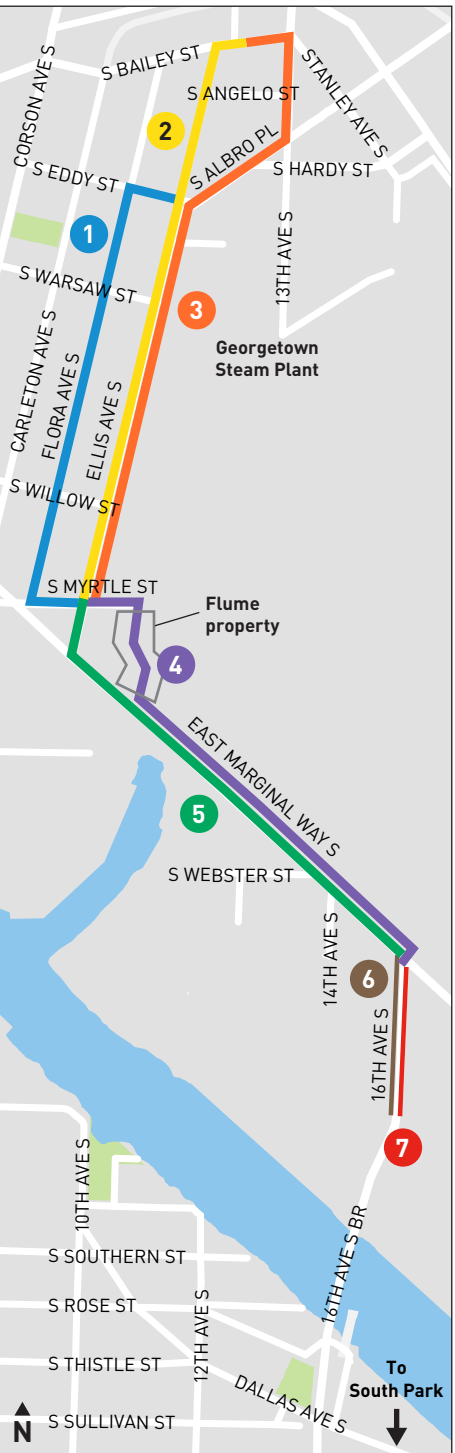 S BAILEY ST
CORSON AVE S
STANLEY AVE S
S ANGELO ST
2
S ALBRO PL
S EDDY ST
S HARDY ST
1
S WARSAW ST
13TH AVE S
3
CARLETON AVE S
FLORA AVE S
ELLIS AVE S
Georgetown
Steam Plant
S WILLOW ST
S MYRTLE ST
Flume
property
4
EAST MARGINAL WAY S
5
S WEBSTER ST
14TH AVE S
6
16TH AVE S
7
10TH AVE S
16TH AVE S BR
S SOUTHERN ST
12TH AVE S
S ROSE ST
S THISTLE ST
DALLAS AVE S
To
South Park
N
S SULLIVAN ST